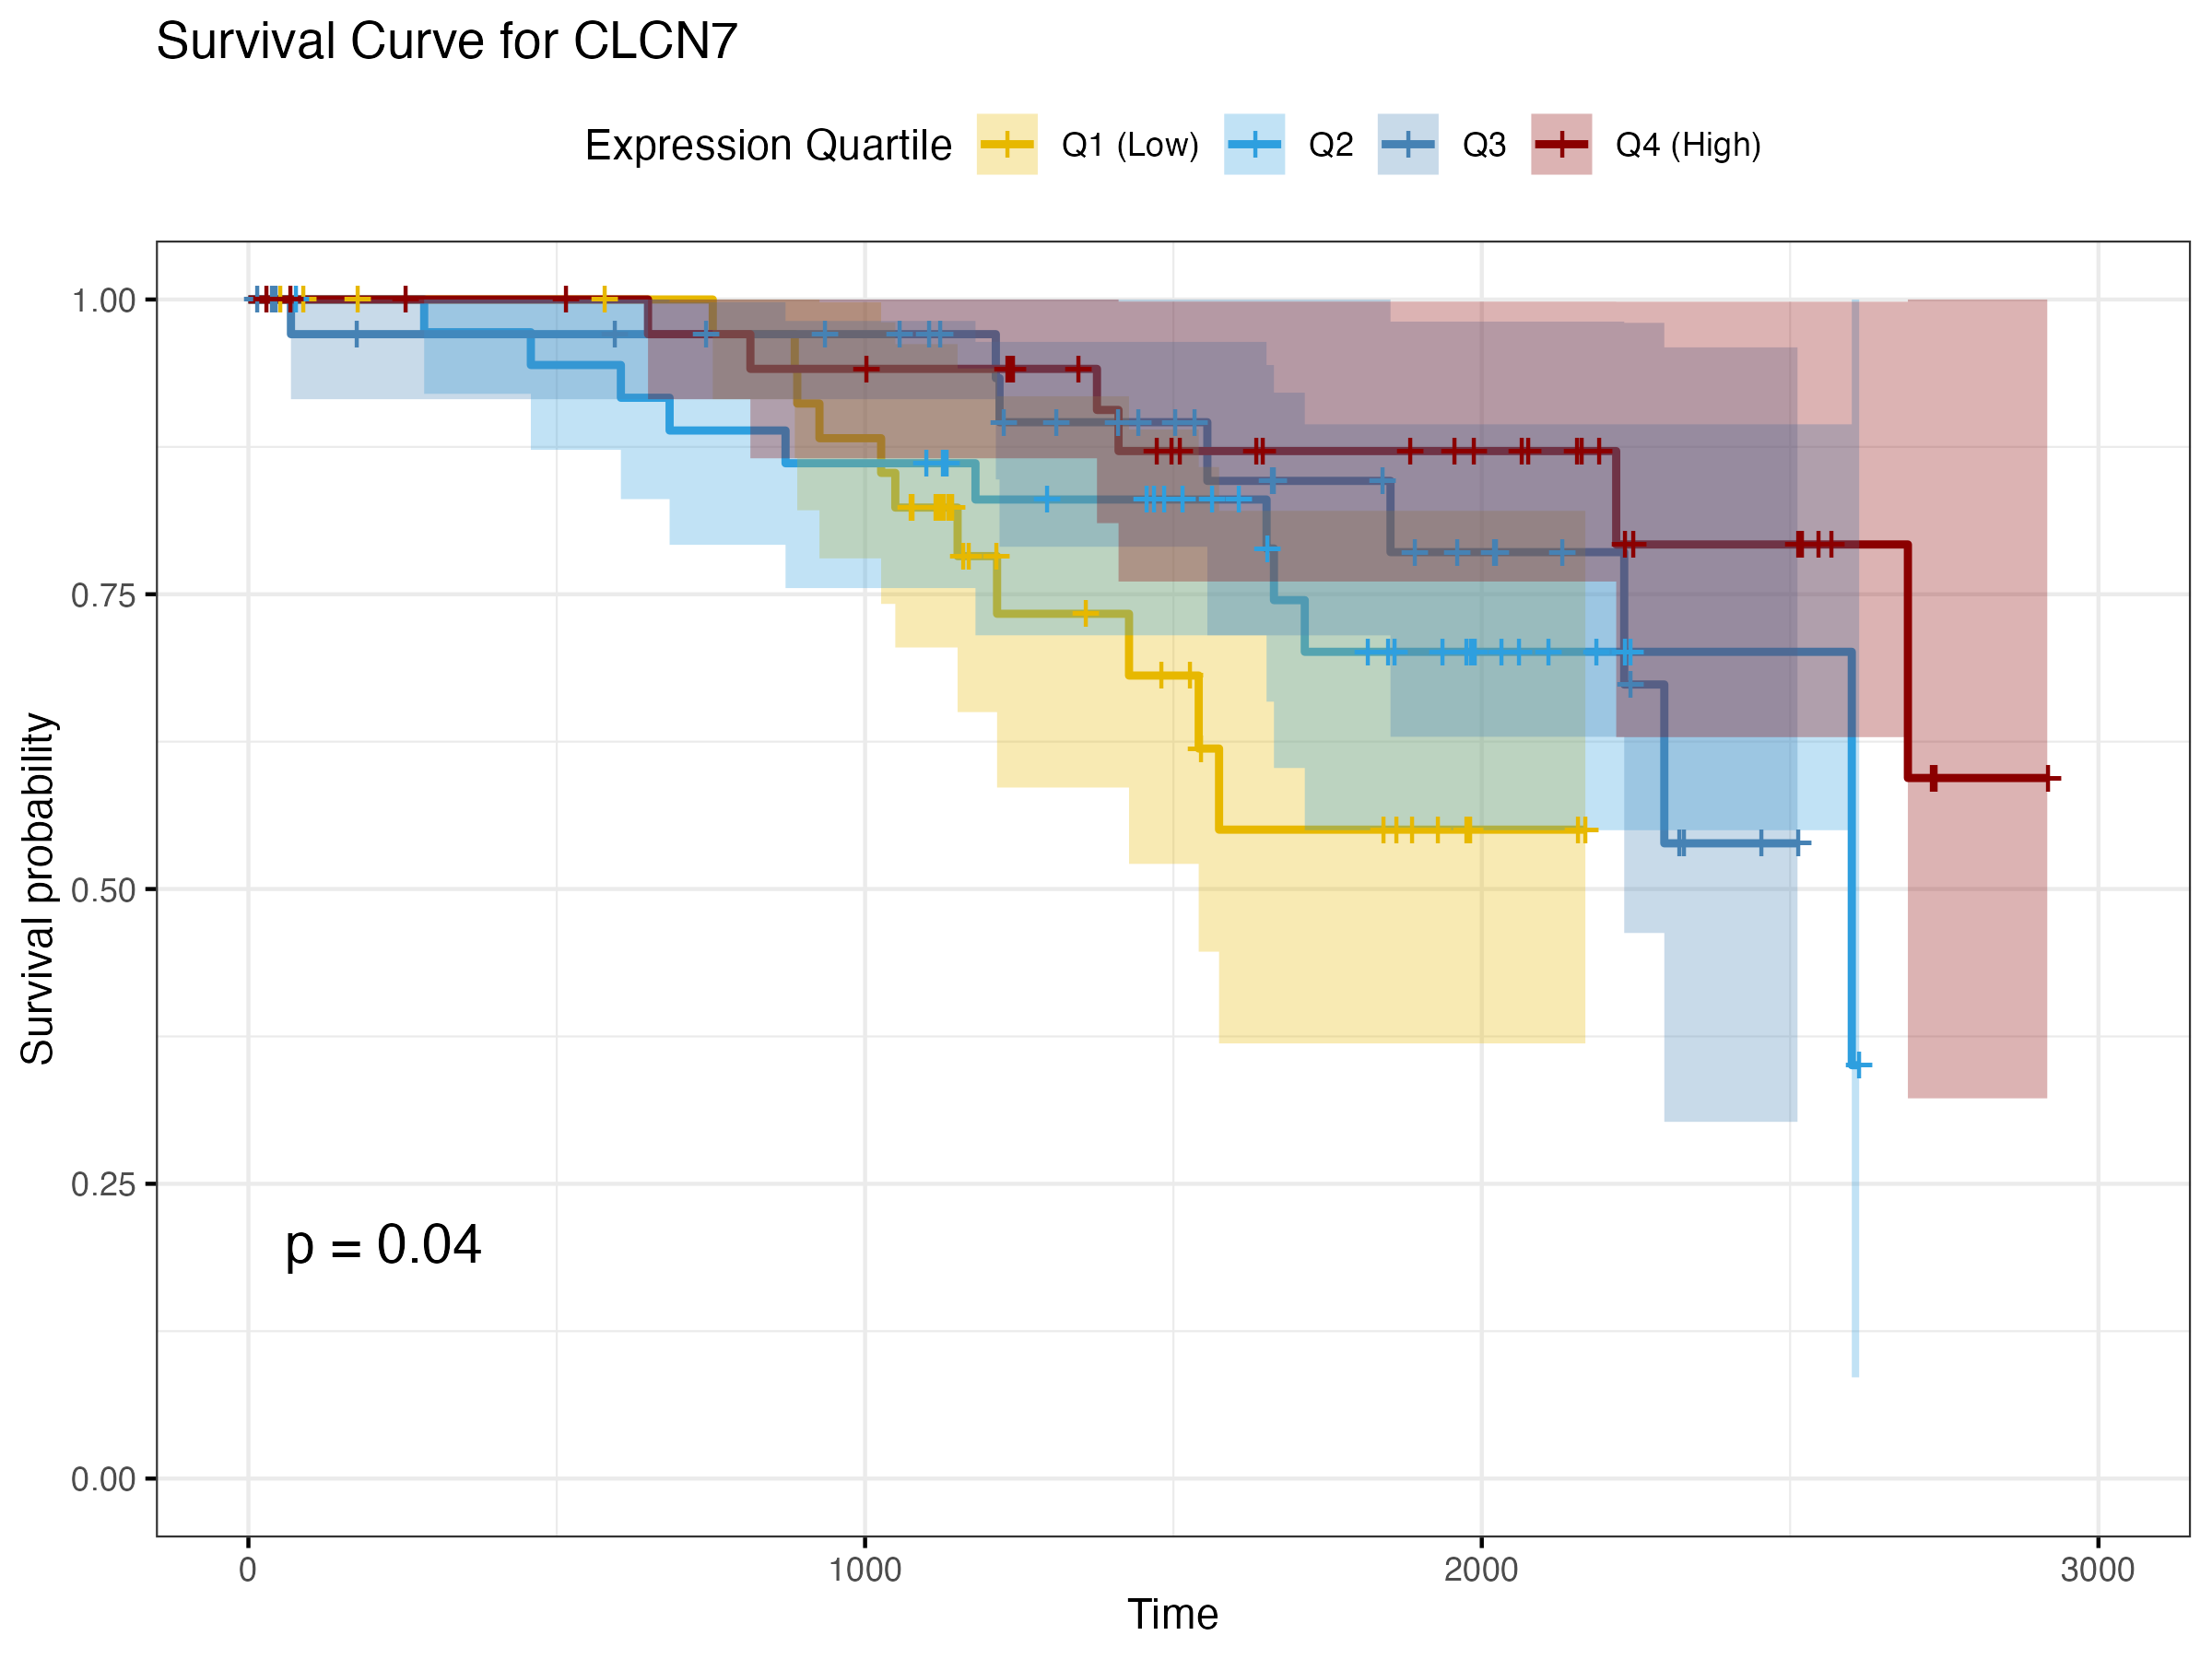 Survival Curve for CLCN7
Expression Quartile Q1 (Low) Q2 Q3 Q4 (High)
Survival probability
1.00
0.75
0.50
0.25
0.00
p = 0.04
0 1000 2000 3000
Time